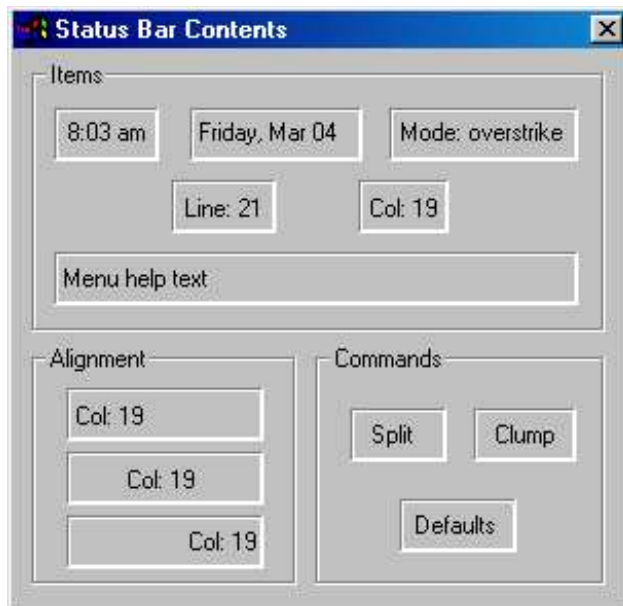 Status Bar Contents
Items
8:03 am Friday, Mar 04 Mode: overstrike
Line: 21 Col: 19
Menu help text
Alignment Commands
Col: 19
Split Clump
Col: 19
Defaults
Col: 19